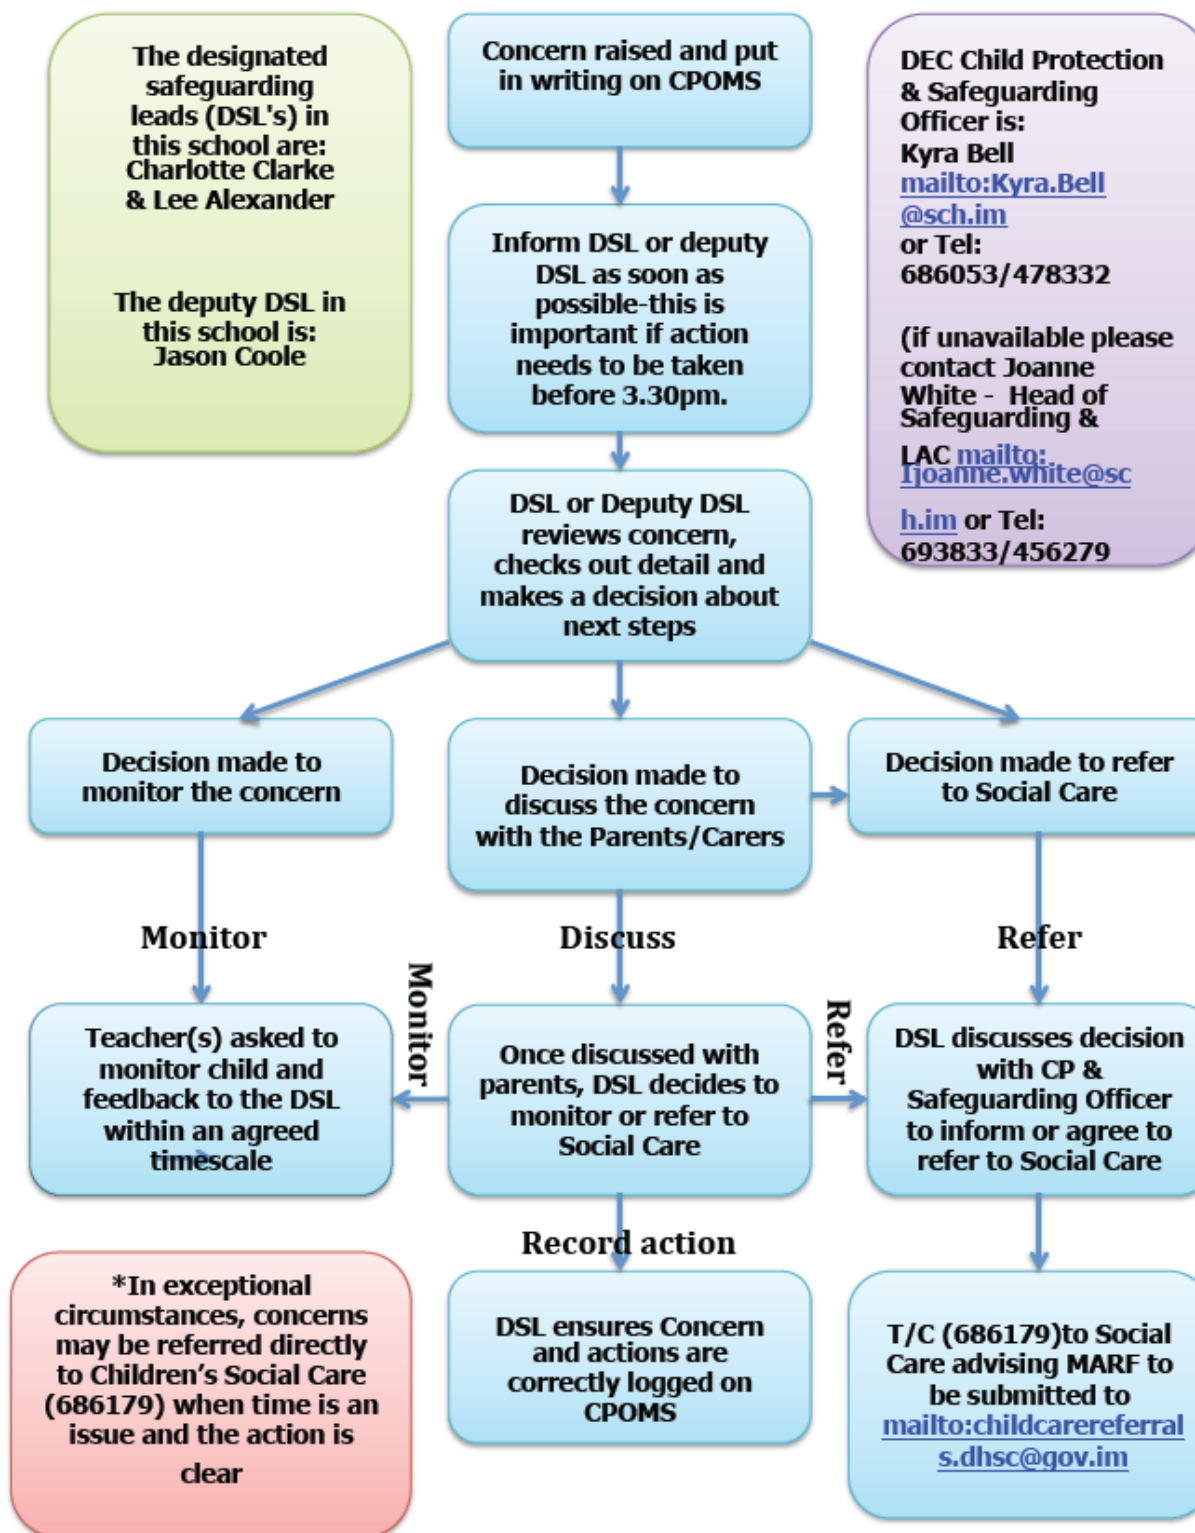 The designated
safeguarding
leads (DSL's) in
this school are:
Charlotte Clarke
& Lee Alexander
The deputy DSL in
this school is:
Jason Coole
Concern raised and put
in writing on CPOMS
DEC Child Protection
& Safeguarding
Officer is:
Kyra Bell
mailto:Kyra.Bell
@sch.im
or Tel:
686053/478332
(if unavailable please
contact Joanne
White - Head of
Safeguarding &
LAC mailto:
Ijoanne.white@sc
h.im or Tel:
693833/456279
Inform DSL or deputy
DSL as soon as
possible-this is
important if action
needs to be taken
before 3.30pm.
DSL or Deputy DSL
reviews concern,
checks out detail and
makes a decision about
next steps
Decision made to
monitor the concern
Decision made to
discuss the concern
with the Parents/Carers
Decision made to refer
to Social Care
Monitor
Discuss
Refer
Teacher(s) asked to
monitor child and
feedback to the DSL
within an agreed
timescale
Monitor
Once discussed with
parents, DSL decides to
monitor or refer to
Social Care
Refer
DSL discusses decision
with CP &
Safeguarding Officer
to inform or agree to
refer to Social Care
Record action
*In exceptional
circumstances, concerns
may be referred directly
to Children’s Social Care
(686179) when time is an
issue and the action is
clear
DSL ensures Concern
and actions are
correctly logged on
CPOMS
T/C (686179)to Social
Care advising MARF to
be submitted to
mailto:childcarereferral
s.dhsc@gov.im